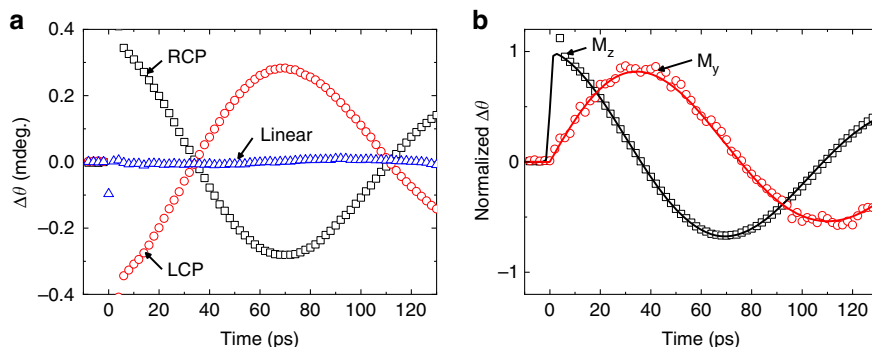 a
0.4
0.2
0.0
−0.2
−0.4
Δθ (mdeg.)
RCP
Linear
LCP
0 20 40 60 80 100 120
Time (ps)
b
1
0
−1
Normalized Δθ
M_z
M_y
0 20 40 60 80 100 120
Time (ps)